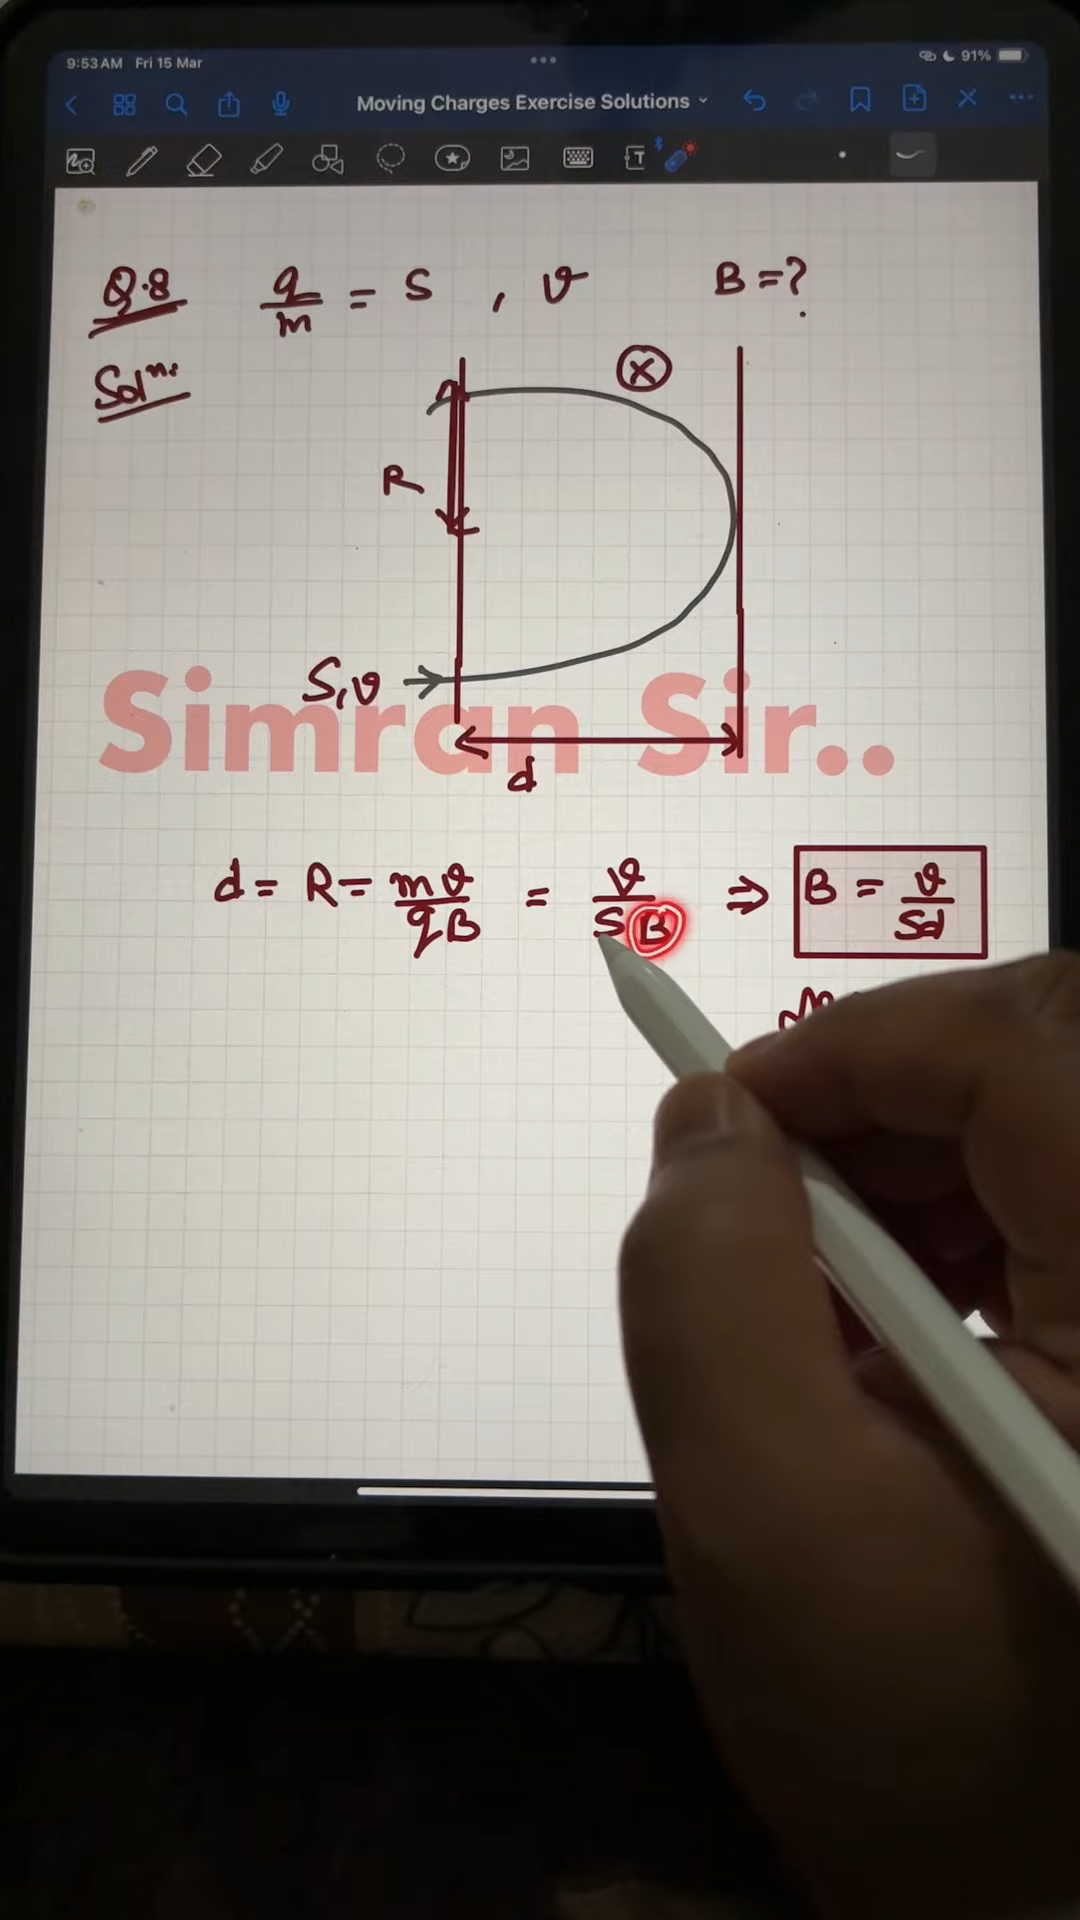 9:53 AM Fri 15 Mar
91%
Moving Charges Exercise Solutions
Q.8 q/m = S , v B = ?
Solⁿ.
R
S, v
Simran Sir..
d
d = R = mv/qB = v/SB ⇒ B = v/Sd